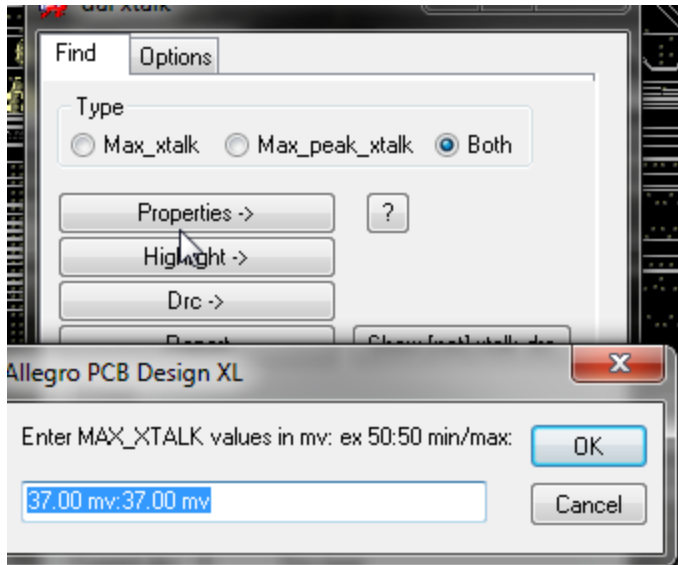 Find
Options
Type
Max_xtalk
Max_peak_xtalk
Both
Properties ->
?
Highlight ->
Drc ->
Allegro PCB Design XL
Enter MAX_XTALK values in mv: ex 50:50 min/max:
OK
37.00 mv:37.00 mv
Cancel